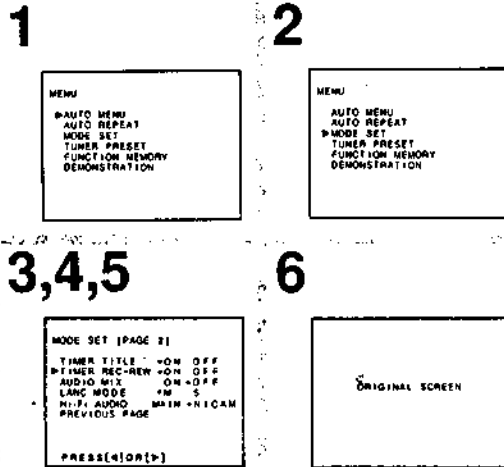 1
MENU
▶AUTO MENU
AUTO REPEAT
MODE SET
TUNER PRESET
FUNCTION MEMORY
DEMONSTRATION
2
MENU
AUTO MENU
AUTO REPEAT
▶MODE SET
TUNER PRESET
FUNCTION MEMORY
DEMONSTRATION
3,4,5
MODE SET [PAGE 2]
TIMER TITLE •ON OFF
▶TIMER REC-REW •ON OFF
AUDIO MIX ON •OFF
LANC MODE •M S
HI-FI AUDIO MAIN •NICAM
PREVIOUS PAGE
PRESS[◀]OR[▶]
6
ORIGINAL SCREEN